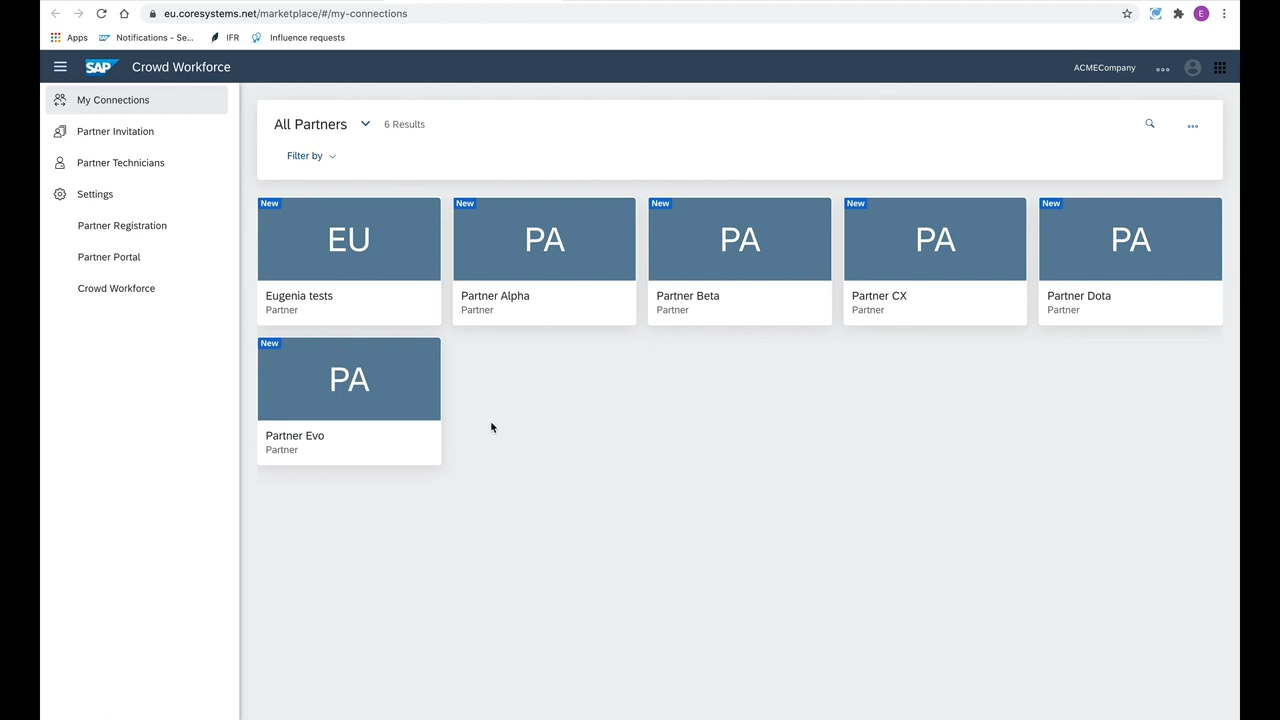 eu.coresystems.net/marketplace/#/my-connections
E
Apps
Notifications - Se...
IFR
Influence requests
SAP
Crowd Workforce
ACMECompany
My Connections
Partner Invitation
Partner Technicians
Settings
Partner Registration
Partner Portal
Crowd Workforce
All Partners
6 Results
Filter by
New
EU
Eugenia tests
Partner
New
PA
Partner Alpha
Partner
New
PA
Partner Beta
Partner
New
PA
Partner CX
Partner
New
PA
Partner Dota
Partner
New
PA
Partner Evo
Partner